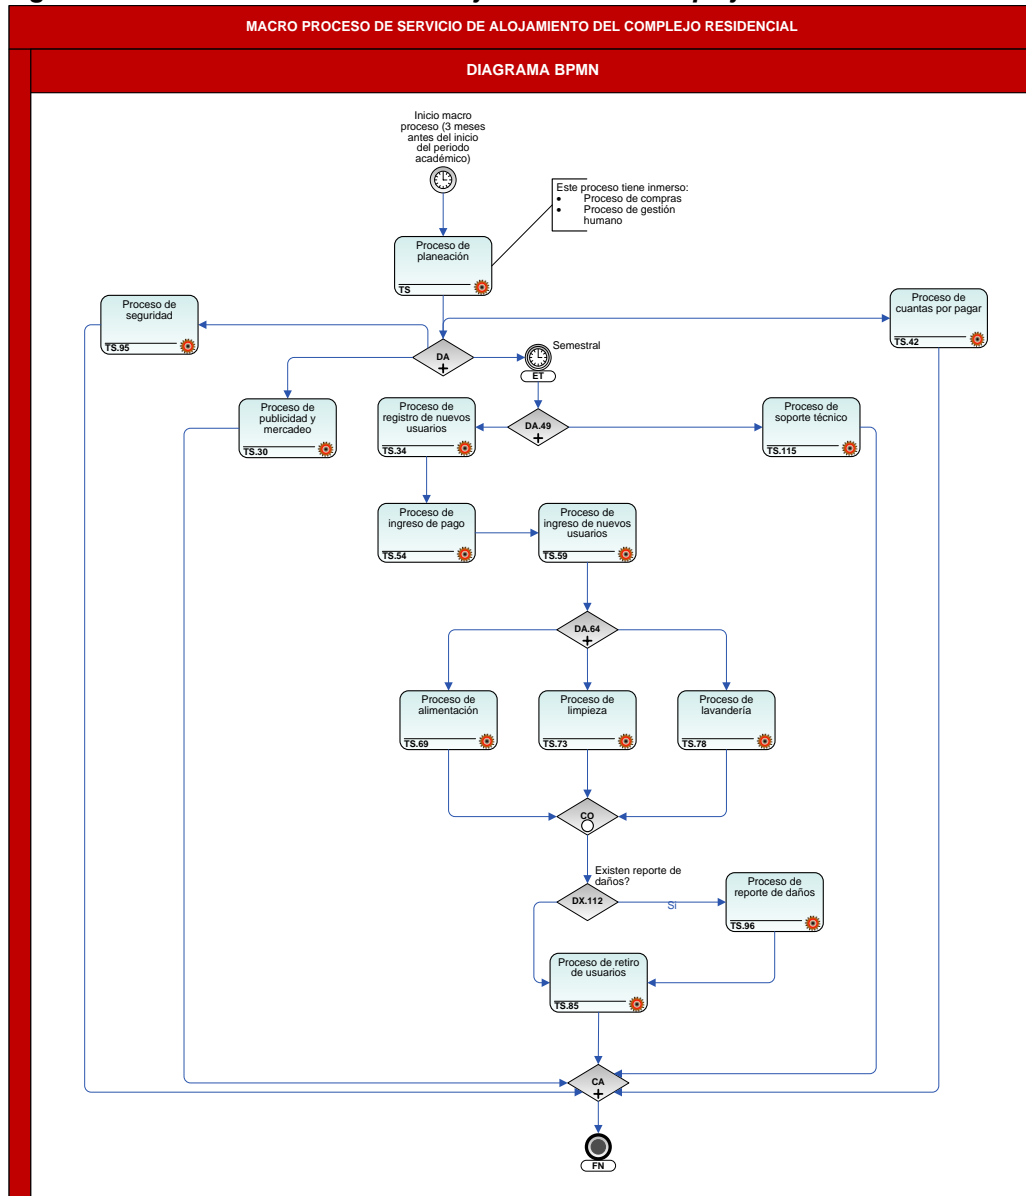 MACRO PROCESO DE SERVICIO DE ALOJAMIENTO DEL COMPLEJO RESIDENCIAL
DIAGRAMA BPMN
Inicio macro
proceso (3 meses
antes del inicio
del periodo
académico)
Este proceso tiene inmerso:
• Proceso de compras
• Proceso de gestión
humano
Proceso de
planeación
TS
Proceso de
seguridad
TS.95
Proceso de
cuantas por pagar
TS.42
DA
Semestral
ET
Proceso de
publicidad y
mercadeo
TS.30
Proceso de
registro de nuevos
usuarios
TS.34
DA.49
Proceso de
soporte técnico
TS.115
Proceso de
ingreso de pago
TS.54
Proceso de
ingreso de nuevos
usuarios
TS.59
DA.64
Proceso de
alimentación
TS.69
Proceso de
limpieza
TS.73
Proceso de
lavandería
TS.78
CO
Existen reporte de
daños?
DX.112
Si
Proceso de
reporte de daños
TS.96
Proceso de retiro
de usuarios
TS.85
CA
FN